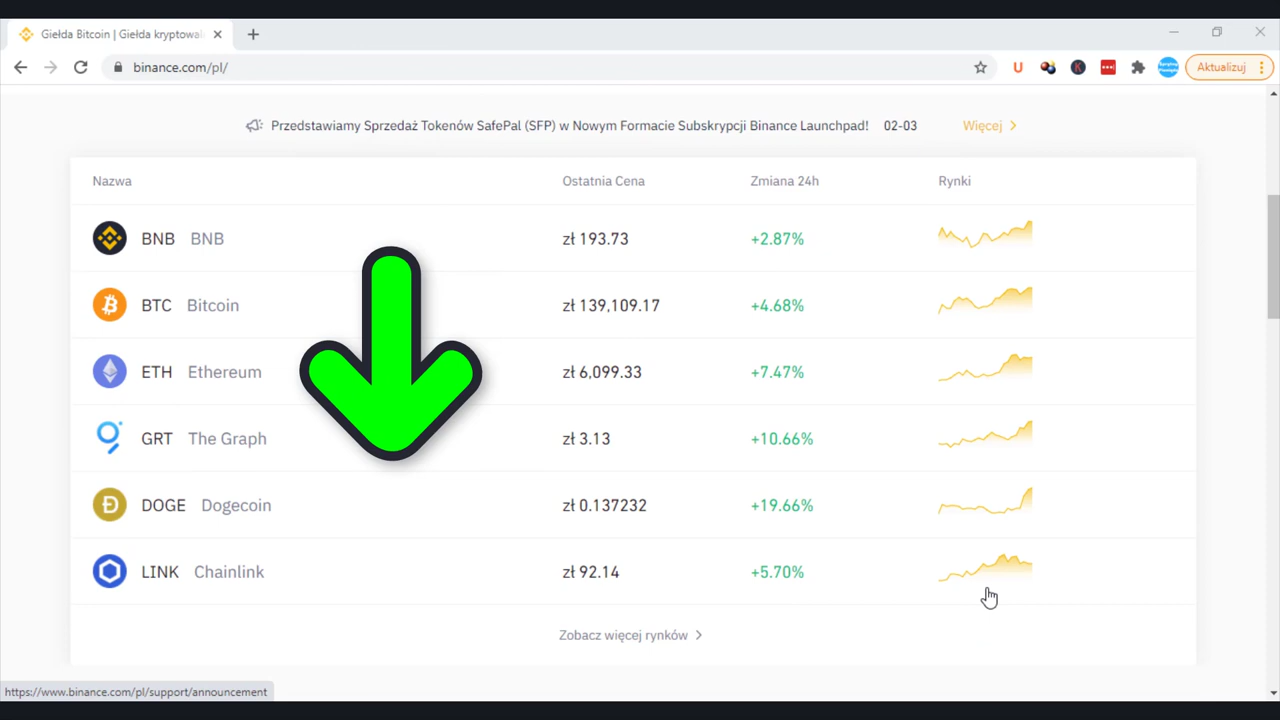 Giełda Bitcoin | Giełda kryptowal
binance.com/pl/
Aktualizuj
Przedstawiamy Sprzedaż Tokenów SafePal (SFP) w Nowym Formacie Subskrypcji Binance Launchpad! 02-03 Więcej
Nazwa Ostatnia Cena Zmiana 24h Rynki
BNB BNB zł 193.73 +2.87%
BTC Bitcoin zł 139,109.17 +4.68%
ETH Ethereum zł 6,099.33 +7.47%
GRT The Graph zł 3.13 +10.66%
DOGE Dogecoin zł 0.137232 +19.66%
LINK Chainlink zł 92.14 +5.70%
Zobacz więcej rynków
https://www.binance.com/pl/support/announcement